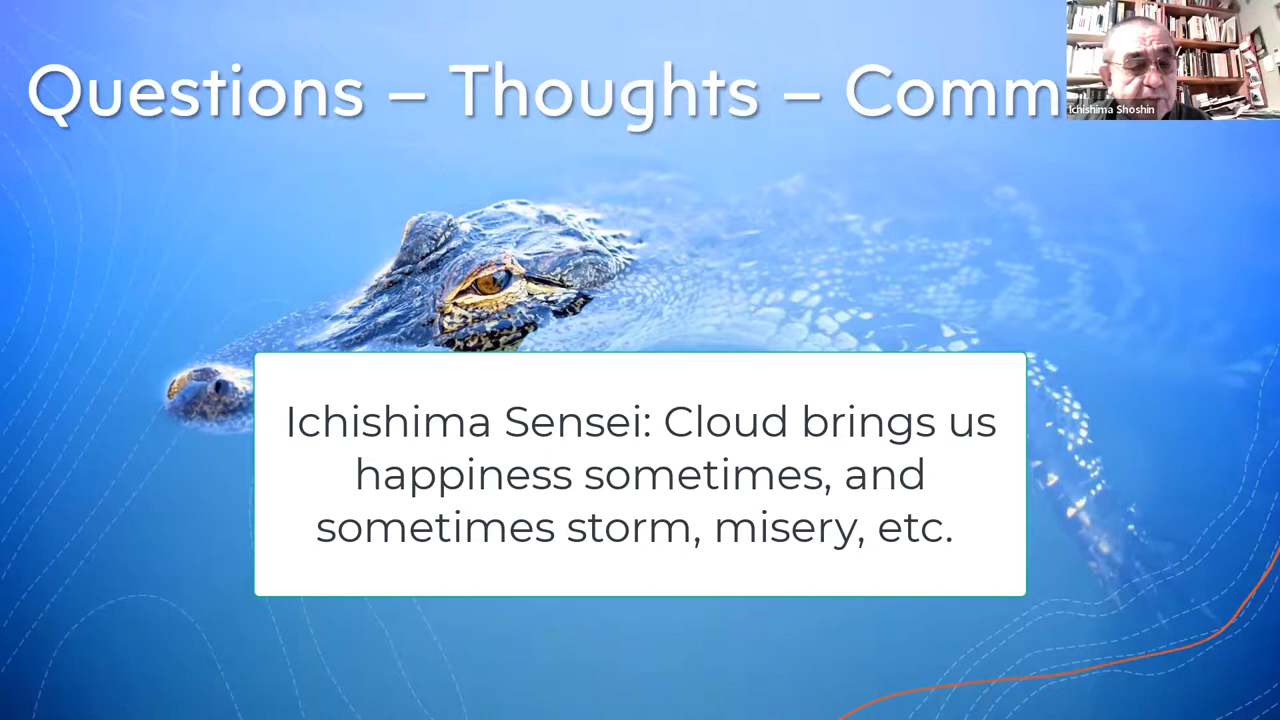 Questions – Thoughts – Comm
Ichishima Shoshin
Ichishima Sensei: Cloud brings us
happiness sometimes, and
sometimes storm, misery, etc.